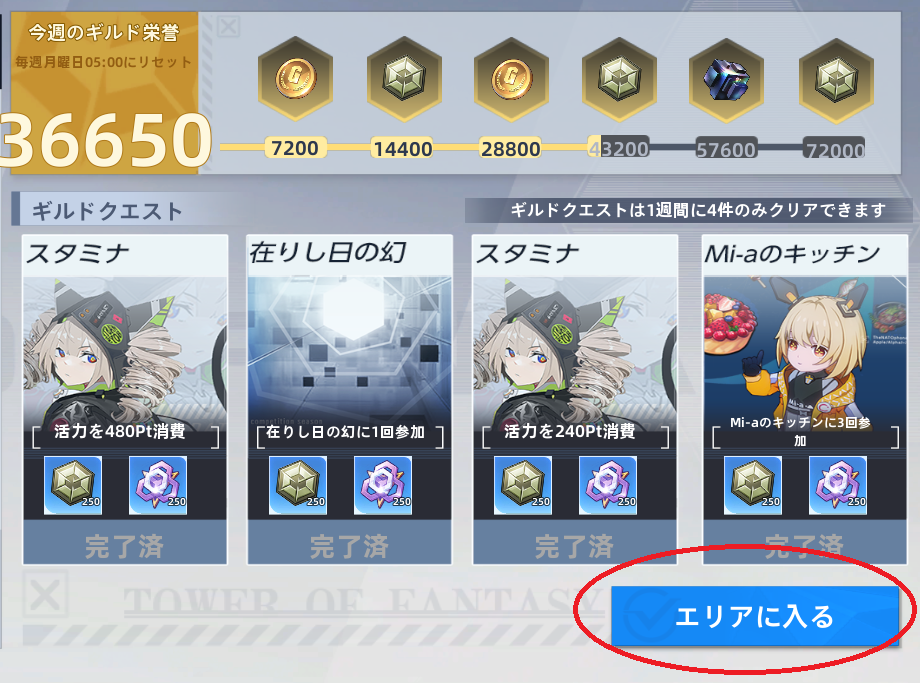 今週のギルド栄誉
毎週月曜日05:00にリセット
36650
7200 14400 28800 43200 57600 72000
ギルドクエスト
ギルドクエストは1週間に4件のみクリアできます
スタミナ 在りし日の幻 スタミナ Mi-aのキッチン
活力を480Pt消費
在りし日の幻に1回参加
活力を240Pt消費
Mi-aのキッチンに3回参
加
250 250 250 250 250 250 250 250
完了済 完了済 完了済 完了済
TOWER OF FANTASY
エリアに入る